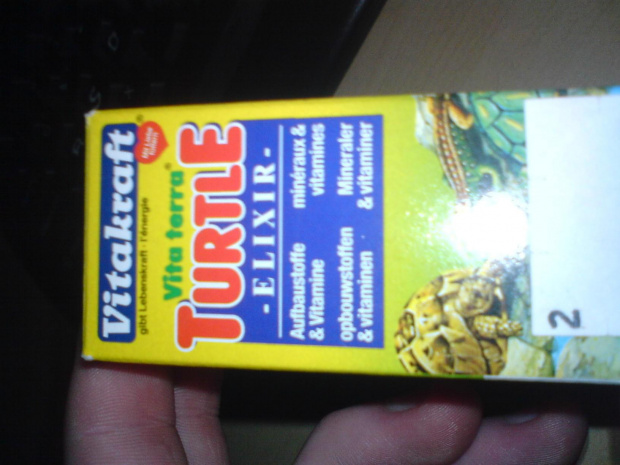 Vitakraft®
gibt Lebenskraft · l'énergie
Vita terra®
TURTLE
- ELIXIR -
Aufbaustoffe
& Vitamine
minéraux &
vitamines
opbouwstoffen
& vitaminen
Mineraler
& vitaminer
2